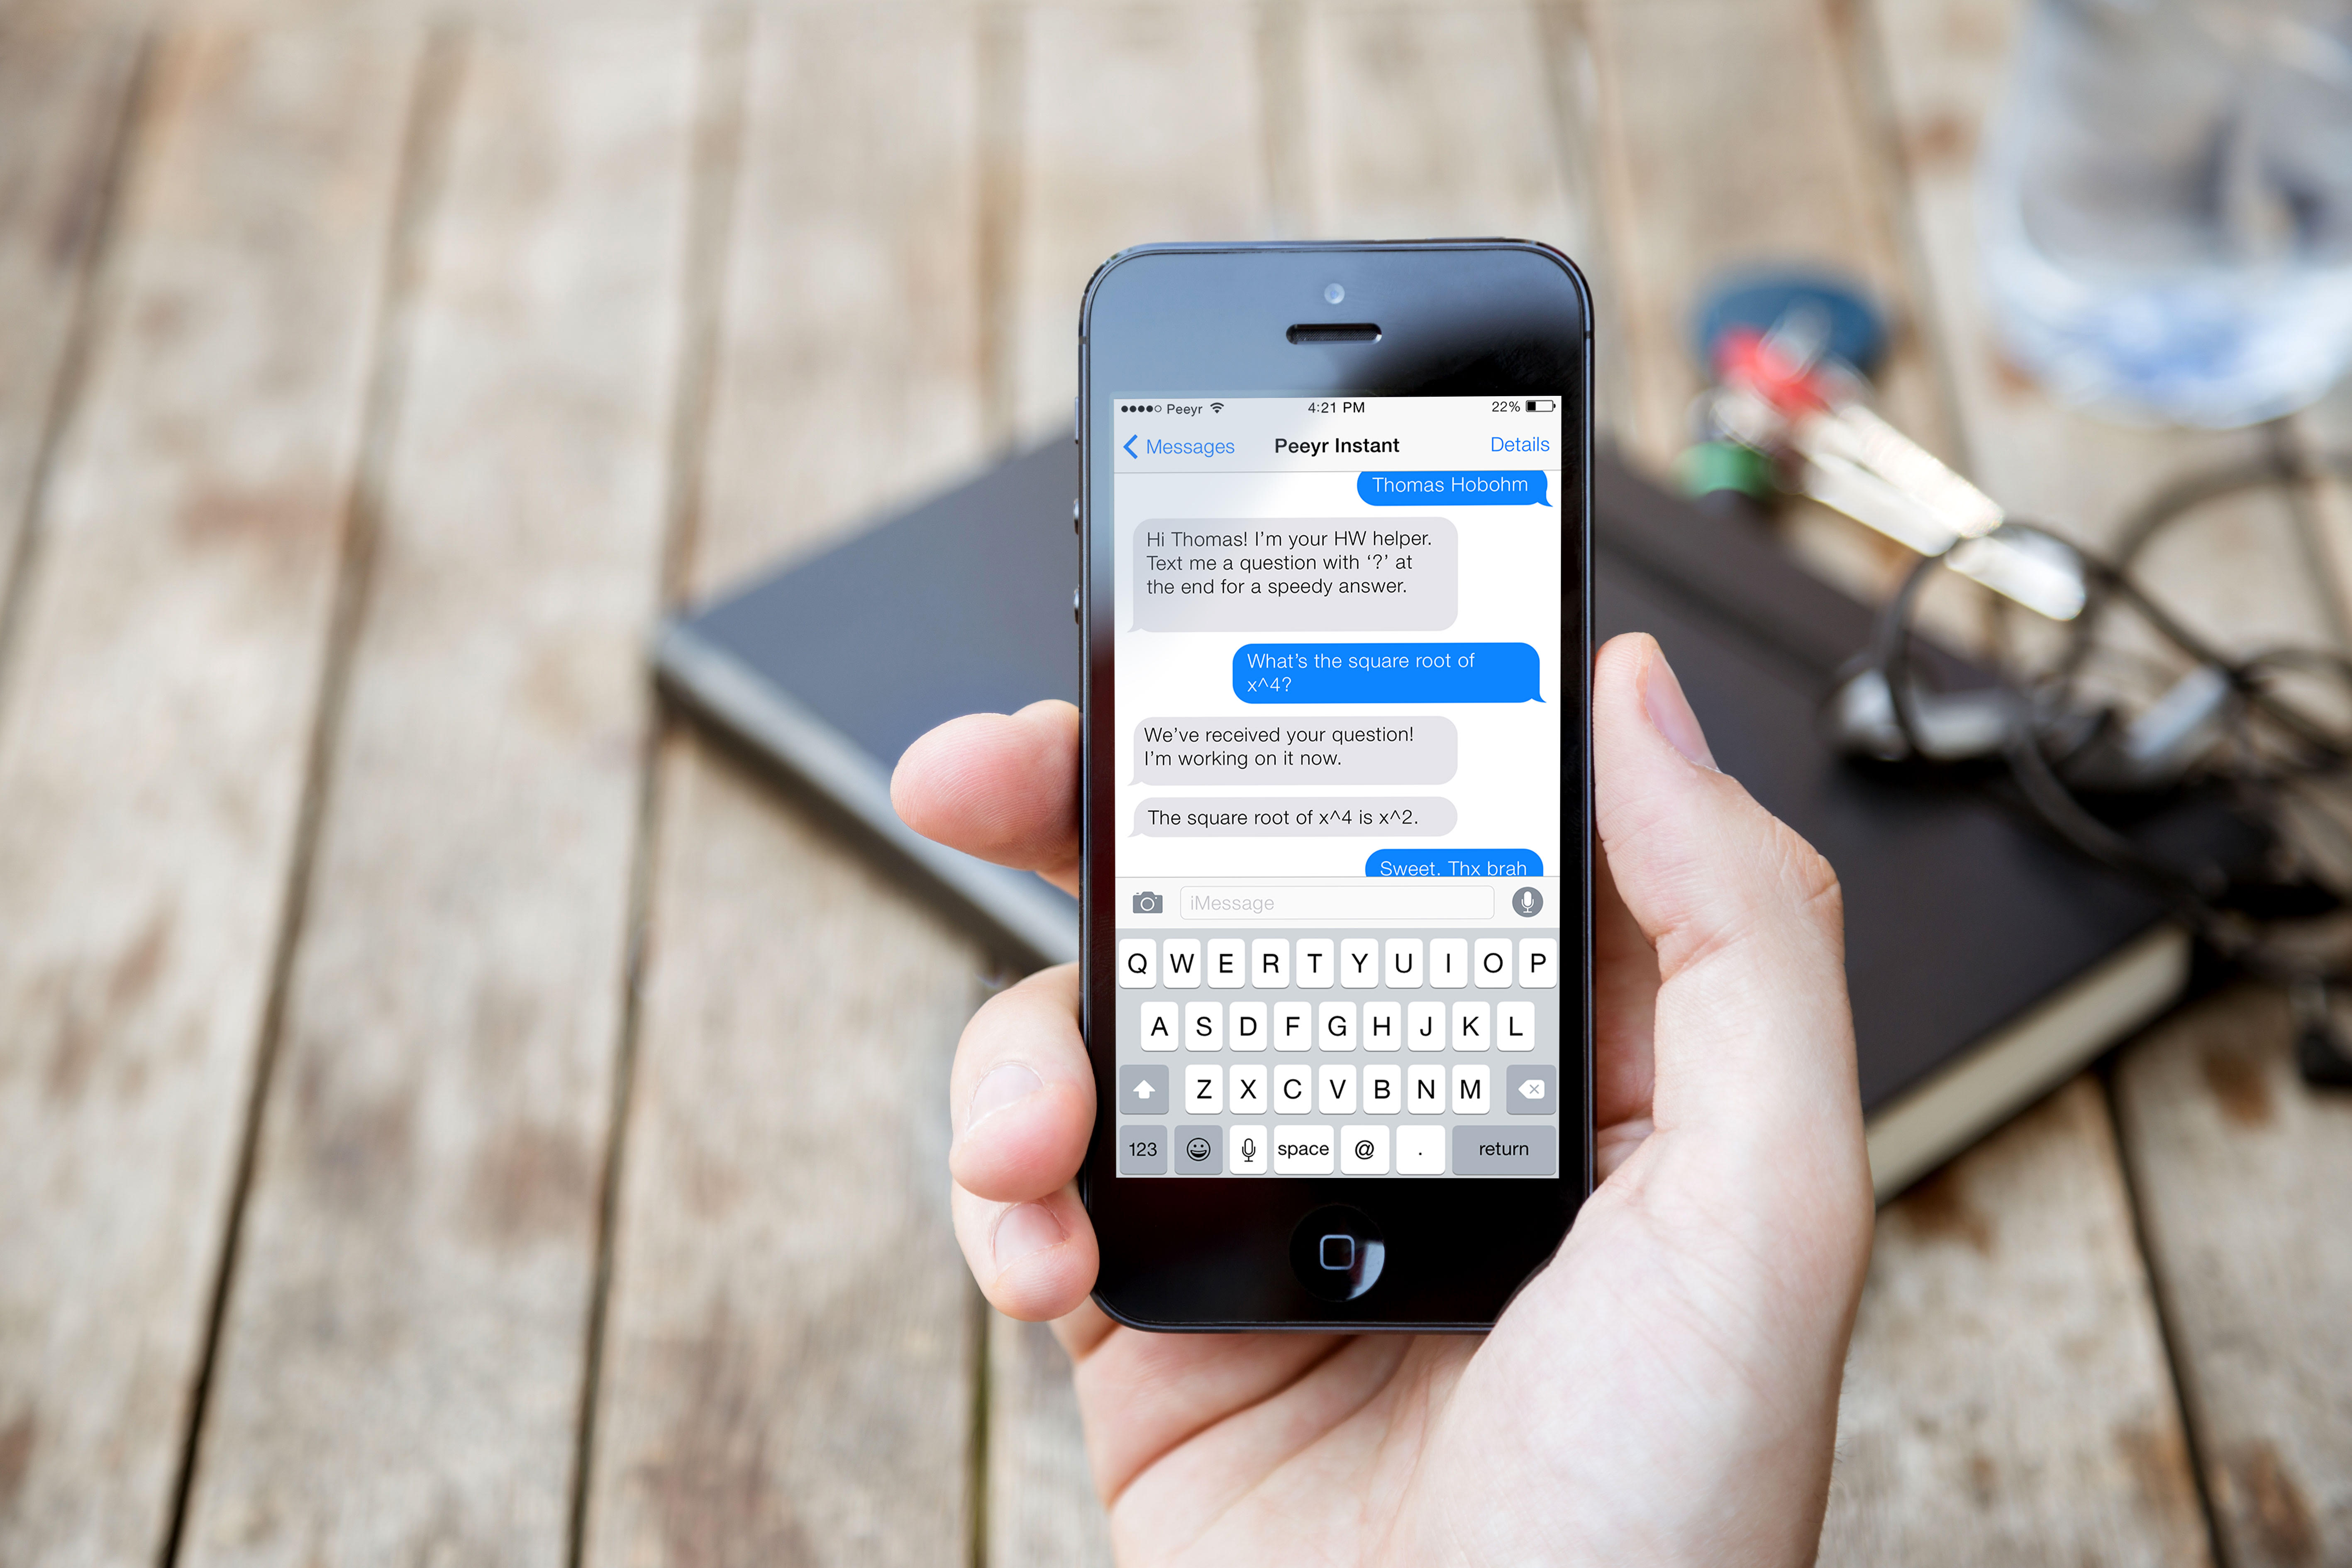 Peeyr 4:21 PM 22%
Messages Peeyr Instant Details
Thomas Hobohm
Hi Thomas! I'm your HW helper.
Text me a question with ‘?’ at
the end for a speedy answer.
What's the square root of
x^4?
We've received your question!
I'm working on it now.
The square root of x^4 is x^2.
Sweet. Thx brah
iMessage
Q W E R T Y U I O P
A S D F G H J K L
Z X C V B N M
123 space @ . return